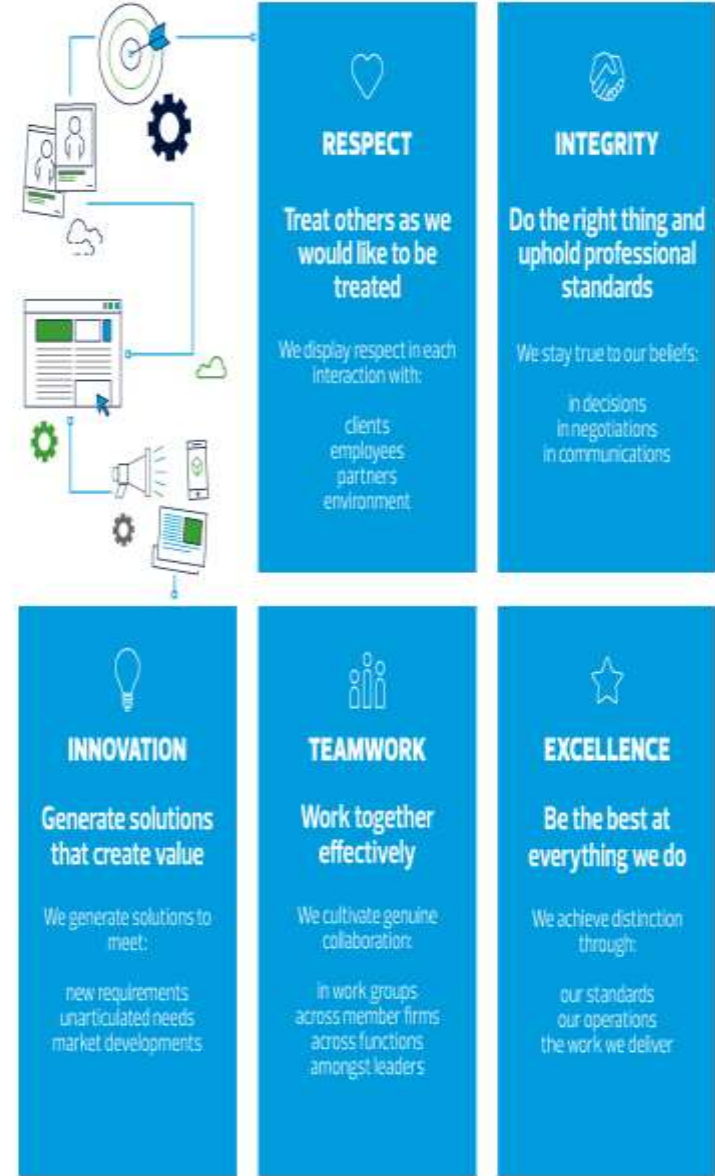 RESPECT
Treat others as we
would like to be
treated
We display respect in each
interaction with:
clients
employees
partners
environment
INTEGRITY
Do the right thing and
uphold professional
standards
We stay true to our beliefs:
in decisions
in negotiations
in communications
INNOVATION
Generate solutions
that create value
We generate solutions to
meet:
new requirements
unarticulated needs
market developments
TEAMWORK
Work together
effectively
We cultivate genuine
collaboration:
in work groups
across member firms
across functions
amongst leaders
EXCELLENCE
Be the best at
everything we do
We achieve distinction
through:
our standards
our operations
the work we deliver